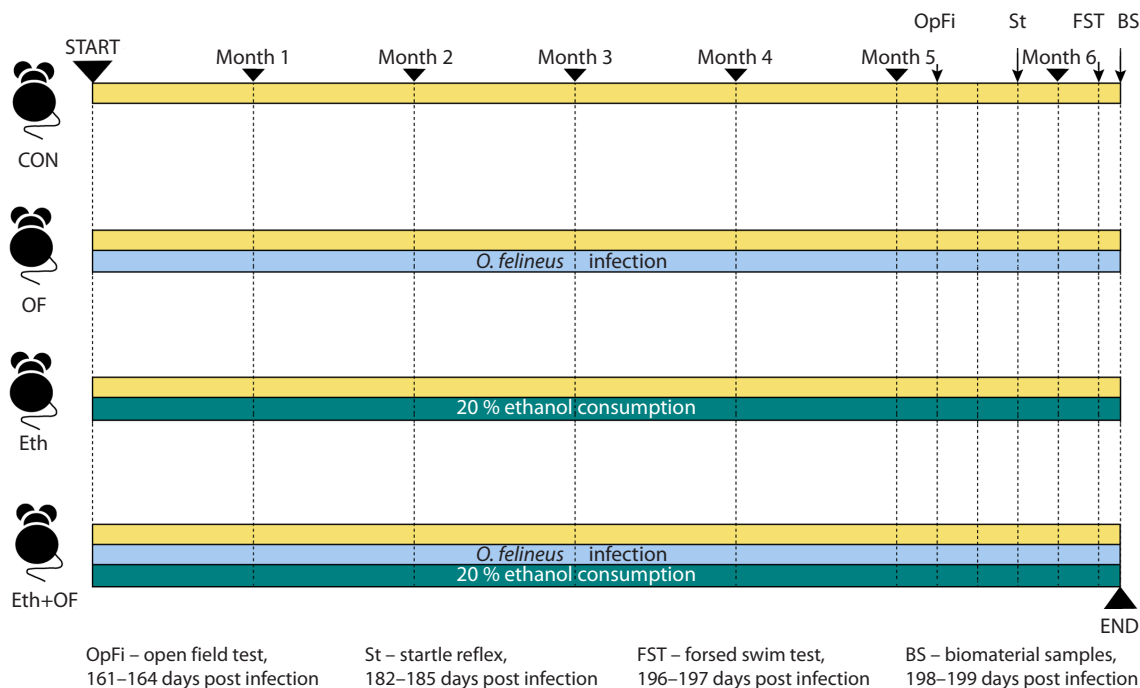 OpFi St FST BS
START Month 1 Month 2 Month 3 Month 4 Month 5 Month 6
CON
O. felineus infection
OF
20 % ethanol consumption
Eth
O. felineus infection
20 % ethanol consumption
Eth+OF
END
OpFi – open field test,
161–164 days post infection
St – startle reflex,
182–185 days post infection
FST – forsed swim test,
196–197 days post infection
BS – biomaterial samples,
198–199 days post infection